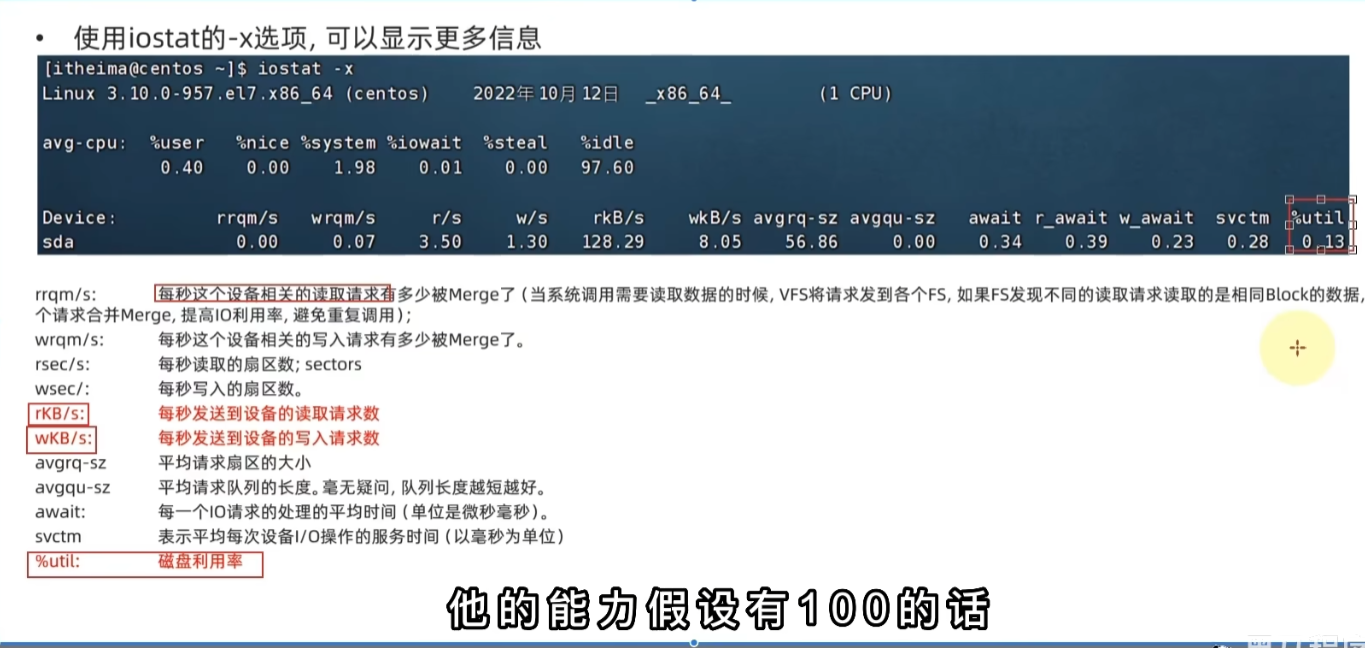 • 使用iostat的-x选项, 可以显示更多信息
[itheima@centos ~]$ iostat -x
Linux 3.10.0-957.el7.x86_64 (centos) 2022年10月12日 _x86_64_ (1 CPU)
avg-cpu: %user %nice %system %iowait %steal %idle
0.40 0.00 1.98 0.01 0.00 97.60
Device: rrqm/s wrqm/s r/s w/s rkB/s wkB/s avgrq-sz avgqu-sz await r_await w_await svctm %util
sda 0.00 0.07 3.50 1.30 128.29 8.05 56.86 0.00 0.34 0.39 0.23 0.28 0.13
rrqm/s: 每秒这个设备相关的读取请求有多少被Merge了（当系统调用需要读取数据的时候, VFS将请求发到各个FS, 如果FS发现不同的读取请求读取的是相同Block的数据,
个请求合并Merge, 提高IO利用率, 避免重复调用）;
wrqm/s: 每秒这个设备相关的写入请求有多少被Merge了。
rsec/s: 每秒读取的扇区数; sectors
wsec/: 每秒写入的扇区数。
rKB/s: 每秒发送到设备的读取请求数
wKB/s: 每秒发送到设备的写入请求数
avgrq-sz 平均请求扇区的大小
avgqu-sz 平均请求队列的长度。毫无疑问, 队列长度越短越好。
await: 每一个IO请求的处理的平均时间（单位是微秒毫秒）。
svctm 表示平均每次设备I/O操作的服务时间（以毫秒为单位）
%util: 磁盘利用率
他的能力假设有100的话